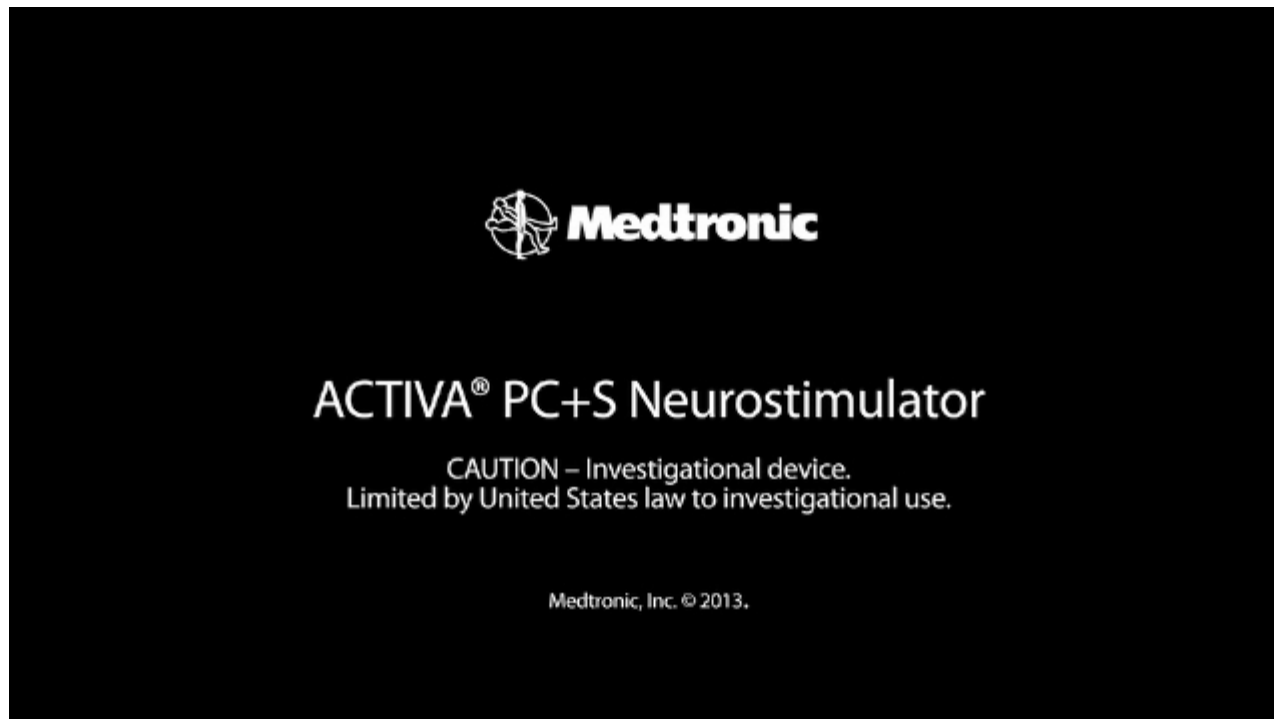 Medtronic
ACTIVA® PC+S Neurostimulator
CAUTION – Investigational device.
Limited by United States law to investigational use.
Medtronic, Inc. © 2013.